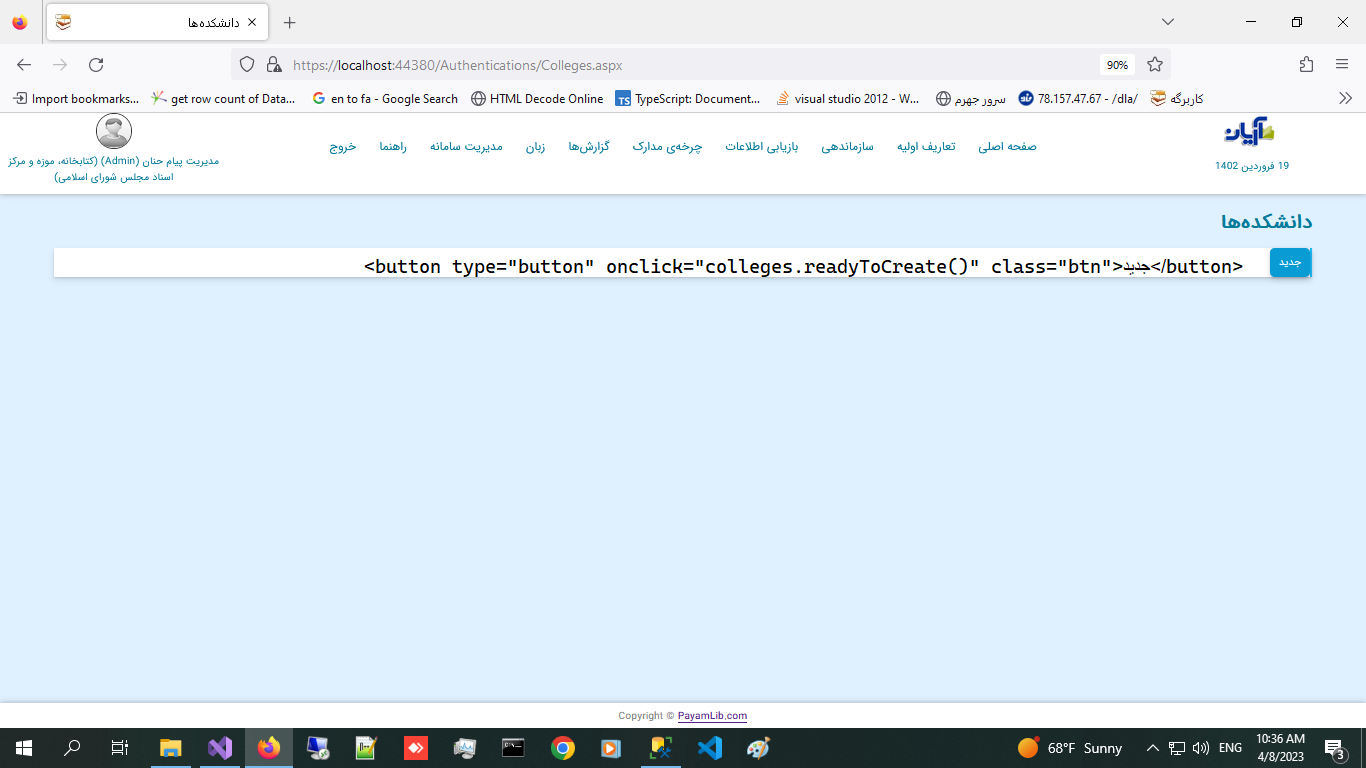 دانشکده‌ها
https://localhost:44380/Authentications/Colleges.aspx
90%
Import bookmarks...
get row count of Data...
en to fa - Google Search
HTML Decode Online
TypeScript: Document...
visual studio 2012 - W...
سرور جهرم
78.157.47.67 - /dla/
کاربرگه
آپان
19 فروردین 1402
صفحه اصلی
تعاریف اولیه
سازماندهی
بازیابی اطلاعات
چرخه‌ی مدارک
گزارش‌ها
زبان
مدیریت سامانه
راهنما
خروج
مدیریت پیام حنان (Admin) (کتابخانه، موزه و مرکز
اسناد مجلس شورای اسلامی)
دانشکده‌ها
جدید
<button type="button" onclick="colleges.readyToCreate()" class="btn">جدید</button>
Copyright © PayamLib.com
68°F Sunny
ENG
10:36 AM
4/8/2023
3